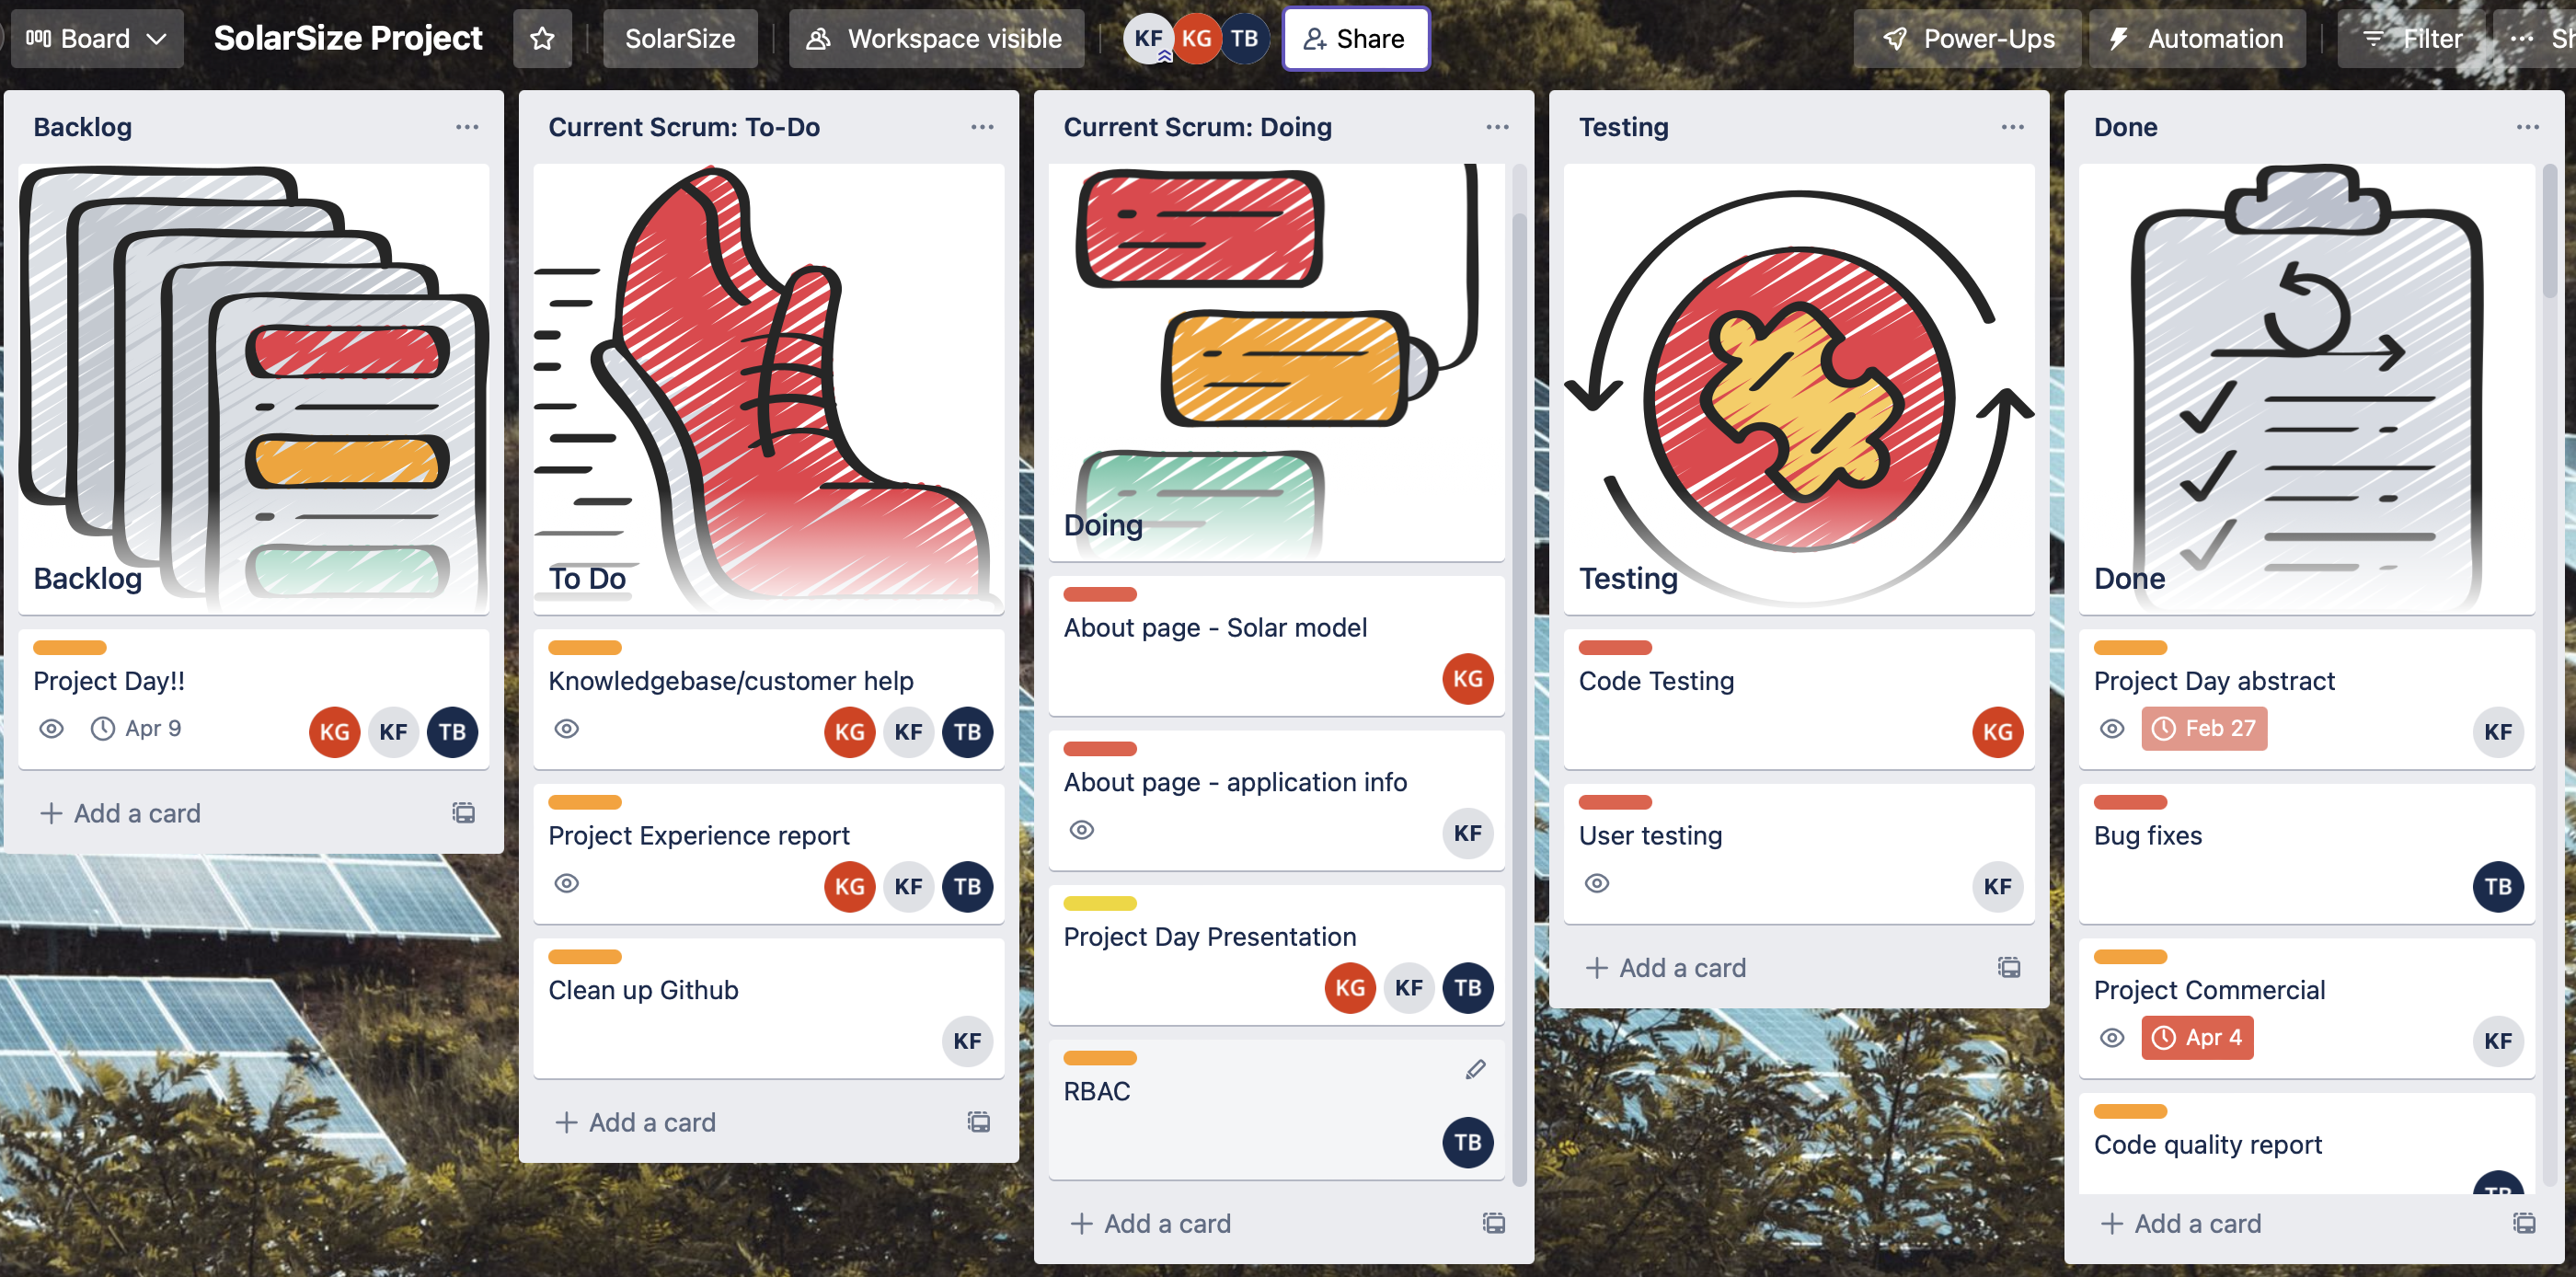 Board
SolarSize Project
SolarSize
Workspace visible
KF KG TB
Share
Power-Ups
Automation
Filter
Backlog
Backlog
Project Day!!
Apr 9
KG KF TB
Add a card
Current Scrum: To-Do
To Do
Knowledgebase/customer help
KG KF TB
Project Experience report
KG KF TB
Clean up Github
KF
Add a card
Current Scrum: Doing
Doing
About page - Solar model
KG
About page - application info
KF
Project Day Presentation
KG KF TB
RBAC
TB
Add a card
Testing
Testing
Code Testing
KG
User testing
KF
Add a card
Done
Done
Project Day abstract
Feb 27
KF
Bug fixes
TB
Project Commercial
Apr 4
KF
Code quality report
TB
Add a card